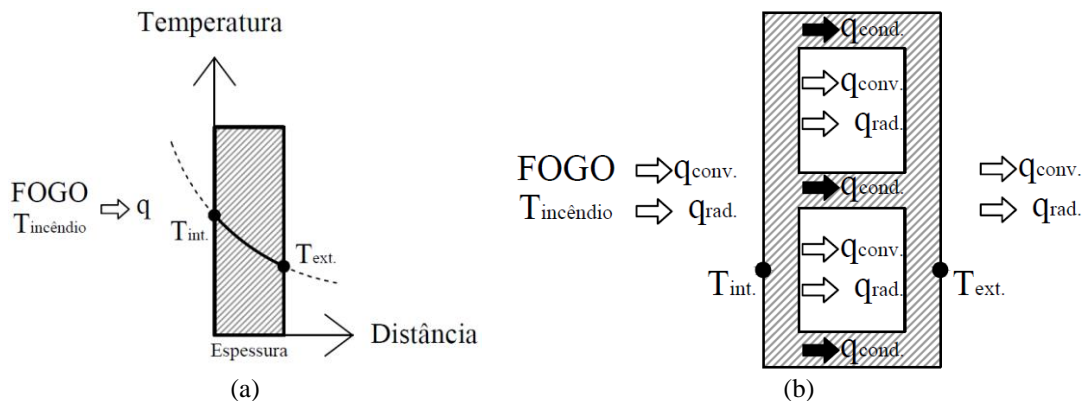 Temperatura
FOGO
Tincêndio
q
Tint.
Text.
Distância
Espessura
(a)
qcond.
qconv.
qrad.
FOGO
Tincêndio
qconv.
qrad.
qcond.
qconv.
qrad.
qconv.
qrad.
Tint.
Text.
qcond.
(b)